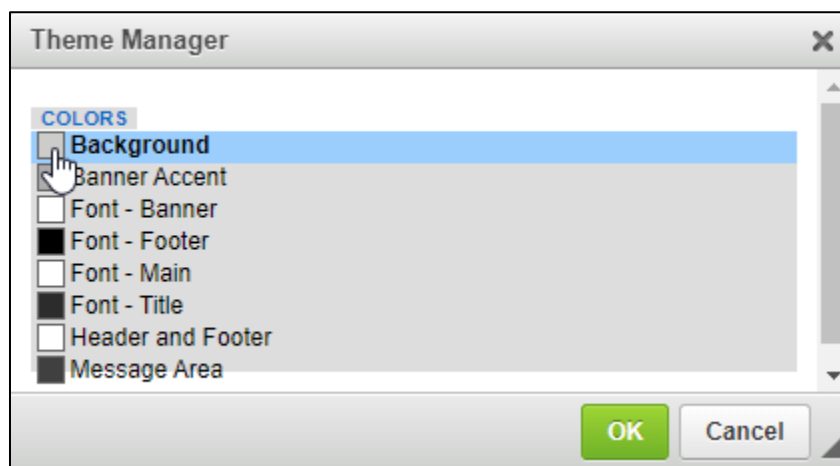 Theme Manager
COLORS
Background
Banner Accent
Font - Banner
Font - Footer
Font - Main
Font - Title
Header and Footer
Message Area
OK
Cancel